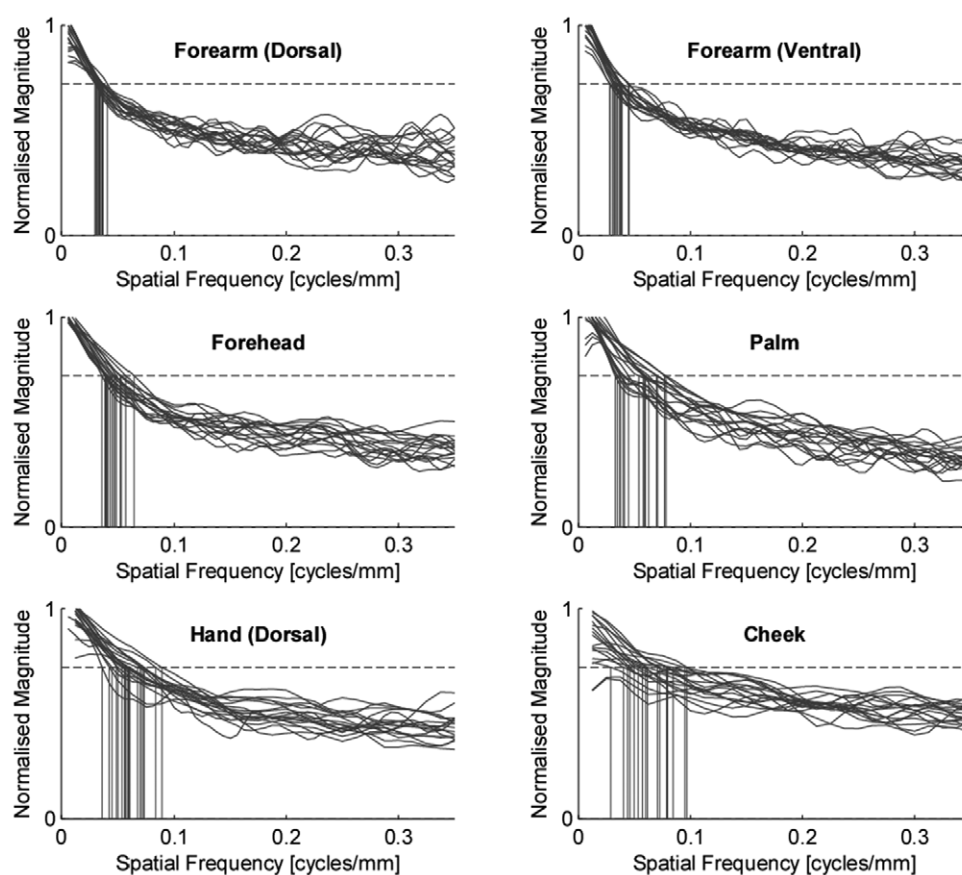 Forearm (Dorsal)
Normalised Magnitude
1
0
0 0.1 0.2 0.3
Spatial Frequency [cycles/mm]
Forearm (Ventral)
Normalised Magnitude
1
0
0 0.1 0.2 0.3
Spatial Frequency [cycles/mm]
Forehead
Normalised Magnitude
1
0
0 0.1 0.2 0.3
Spatial Frequency [cycles/mm]
Palm
Normalised Magnitude
1
0
0 0.1 0.2 0.3
Spatial Frequency [cycles/mm]
Hand (Dorsal)
Normalised Magnitude
1
0
0 0.1 0.2 0.3
Spatial Frequency [cycles/mm]
Cheek
Normalised Magnitude
1
0
0 0.1 0.2 0.3
Spatial Frequency [cycles/mm]